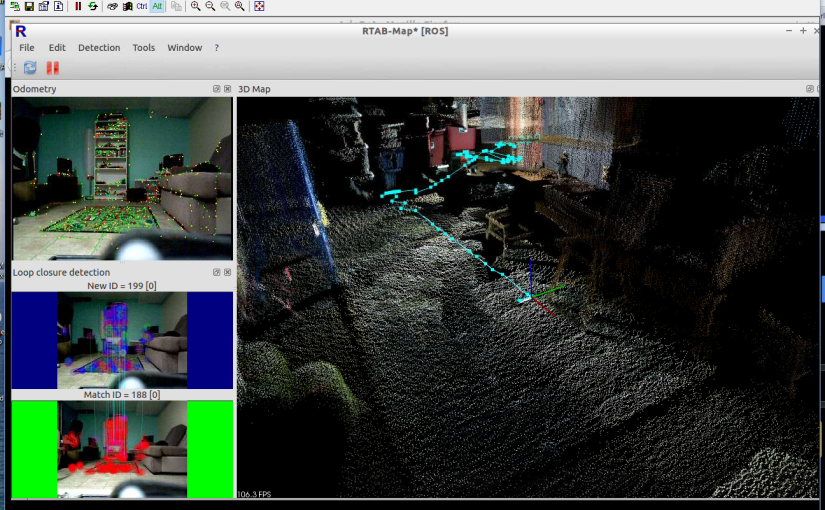 Ctrl Alt
RTAB-Map* [ROS]
File Edit Detection Tools Window ?
Odometry
3D Map
Loop closure detection
New ID = 199 [0]
Match ID = 188 [0]
106.3 FPS